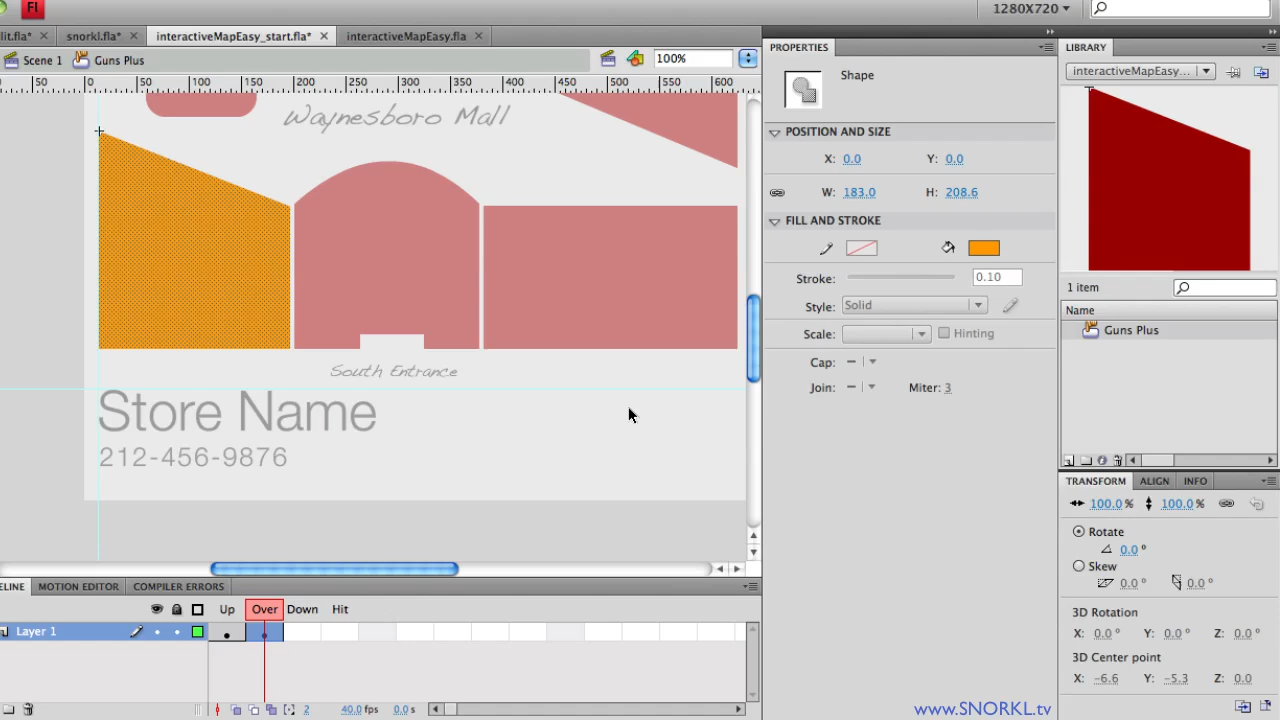 Fl
1280X720
lit.fla* × snorkl.fla* × interactiveMapEasy_start.fla* × interactiveMapEasy.fla ×
Scene 1 Guns Plus 100%
50 0 50 100 150 200 250 300 350 400 450 500 550 600
Waynesboro Mall
South Entrance
Store Name
212-456-9876
PROPERTIES
Shape
POSITION AND SIZE
X: 0.0 Y: 0.0
W: 183.0 H: 208.6
FILL AND STROKE
Stroke: 0.10
Style: Solid
Scale: Hinting
Cap:
Join: Miter: 3
LIBRARY
interactiveMapEasy...
1 item
Name
Guns Plus
TRANSFORM ALIGN INFO
100.0 % 100.0 %
Rotate
0.0 °
Skew
0.0 ° 0.0 °
3D Rotation
X: 0.0 ° Y: 0.0 ° Z: 0.0 °
3D Center point
X: -6.6 Y: -5.3 Z: 0.0
ELINE MOTION EDITOR COMPILER ERRORS
Up Over Down Hit
Layer 1
2 40.0 fps 0.0 s
www.SNORKL.tv